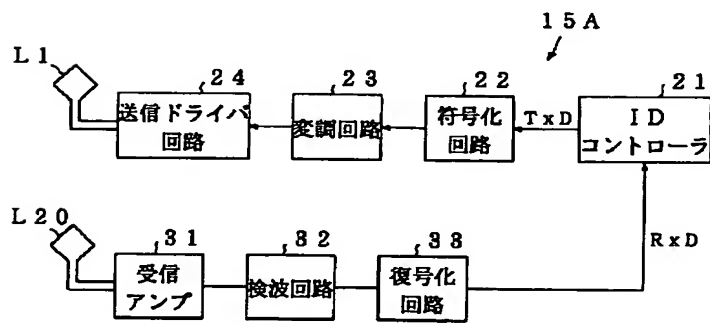 15A
L1
24
23
22
21
送信ドライバ
回路
変調回路
符号化
回路
TxD
ID
コントローラ
L20
31
32
33
RxD
受信
アンプ
検波回路
復号化
回路